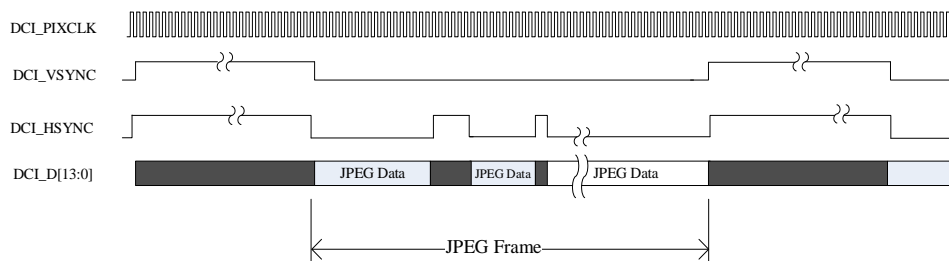 DCI_PIXCLK
DCI_VSYNC
DCI_HSYNC
DCI_D[13:0]
JPEG Data
JPEG Data
JPEG Data
JPEG Frame